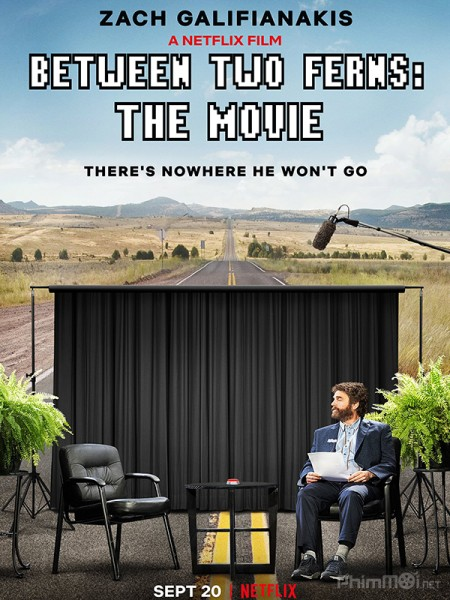 ZACH GALIFIANAKIS
A NETFLIX FILM
BETWEEN TWO FERNS:
THE MOVIE
THERE'S NOWHERE HE WON'T GO
SEPT 20 | NETFLIX
PHIMMOI.NET